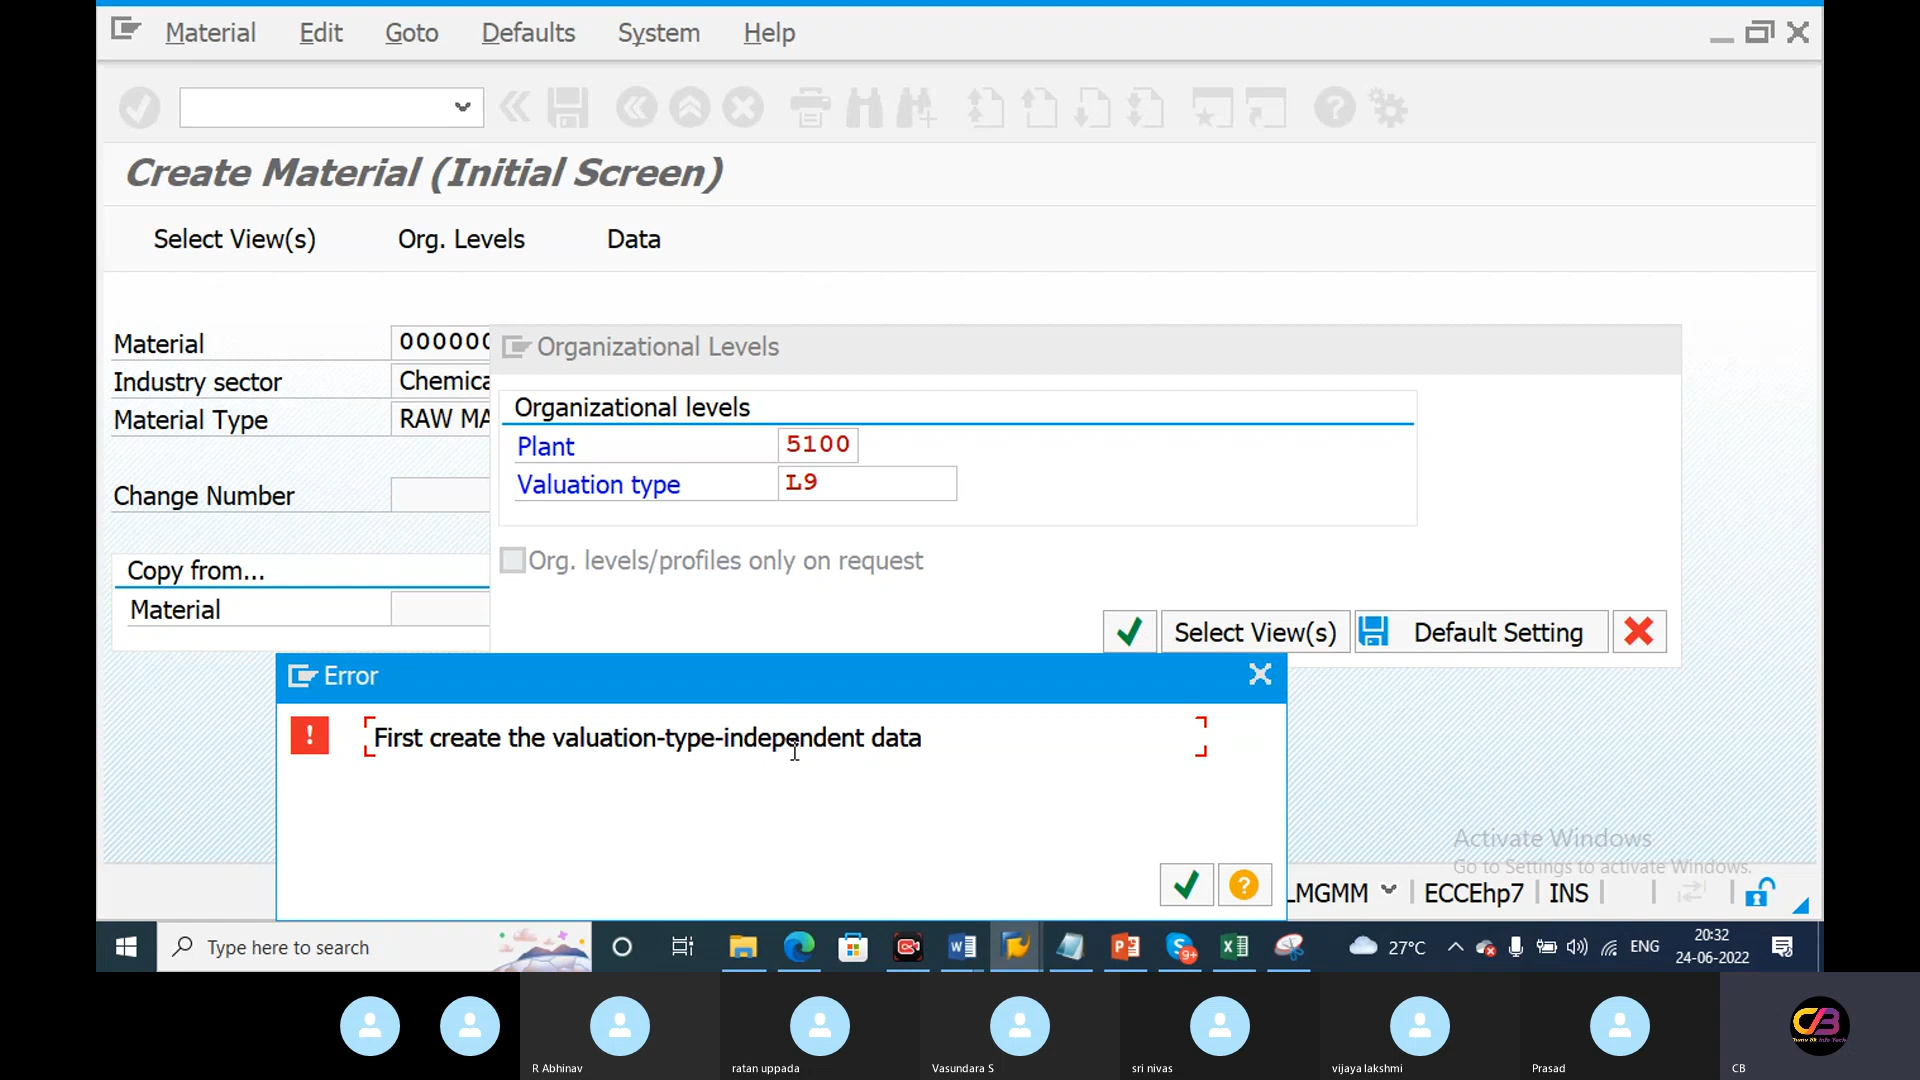 Material Edit Goto Defaults System Help
Create Material (Initial Screen)
Select View(s) Org. Levels Data
Material 000000
Industry sector Chemica
Material Type RAW MA
Change Number
Copy from...
Material
Organizational Levels
Organizational levels
Plant 5100
Valuation type L9
Org. levels/profiles only on request
Select View(s) Default Setting
Error
First create the valuation-type-independent data
Activate Windows
Go to Settings to activate Windows.
LMGMM ECCEhp7 INS
Type here to search
9+
27°C ENG
20:32
24-06-2022
R Abhinav
ratan uppada
Vasundara S
sri nivas
vijaya lakshmi
Prasad
CB